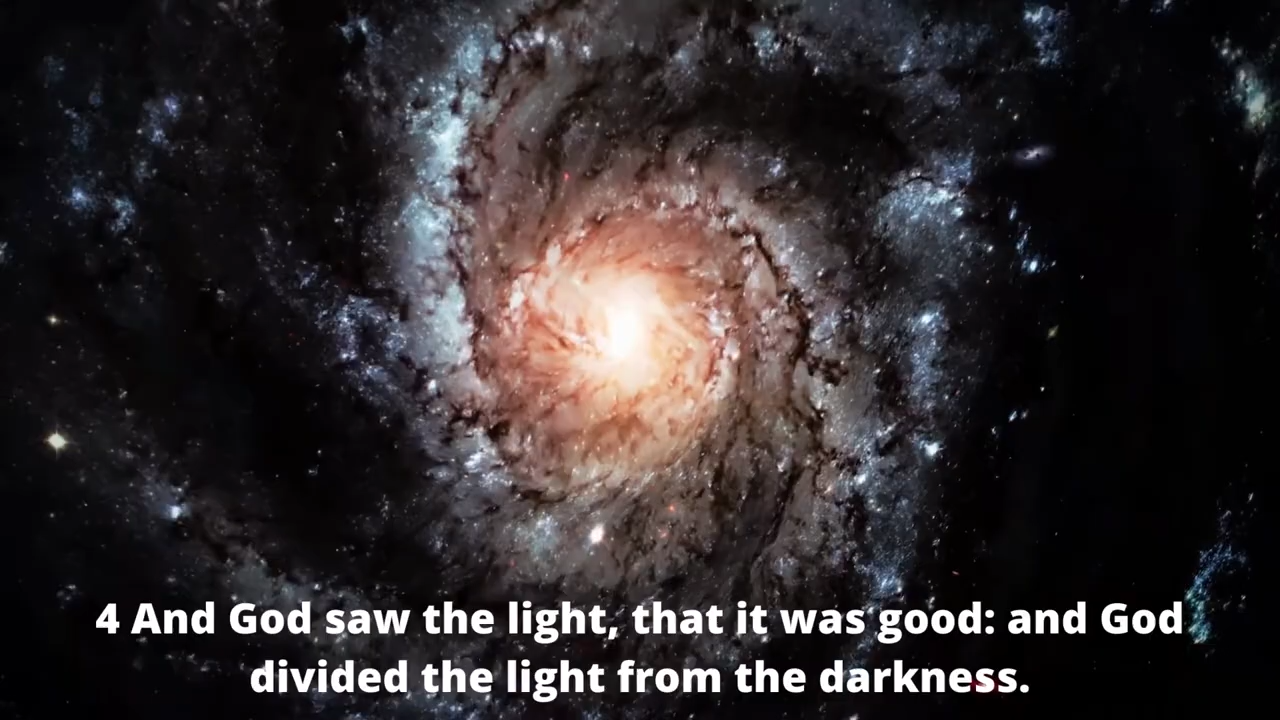 4 And God saw the light, that it was good: and God
divided the light from the darkness.